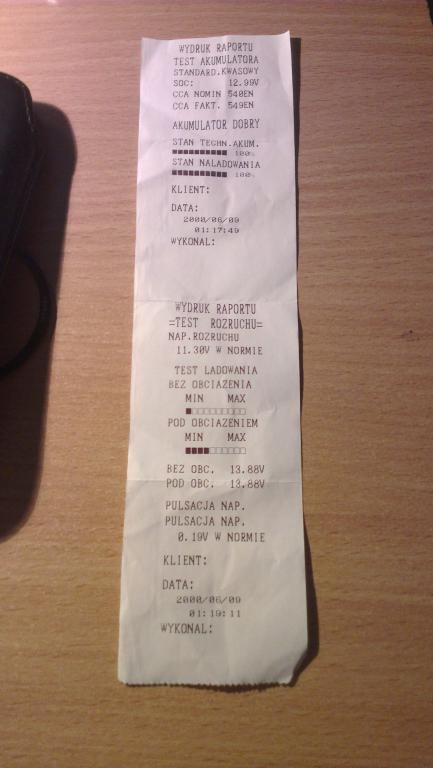 WYDRUK RAPORTU
TEST AKUMULATORA
STANDARD.KWASOWY
SOC: 12.99V
CCA NOMIN 540EN
CCA FAKT. 549EN
AKUMULATOR DOBRY
STAN TECHN.AKUM.
100%
STAN NALADOWANIA
100%
KLIENT:
DATA:
2000/06/09
01:17:49
WYKONAL:
WYDRUK RAPORTU
=TEST ROZRUCHU=
NAP.ROZRUCHU
11.30V W NORMIE
TEST LADOWANIA
BEZ OBCIAZENIA
MIN MAX
POD OBCIAZENIEM
MIN MAX
BEZ OBC. 13.88V
POD OBC. 13.88V
PULSACJA NAP.
PULSACJA NAP.
0.19V W NORMIE
KLIENT:
DATA:
2000/06/09
01:19:11
WYKONAL: